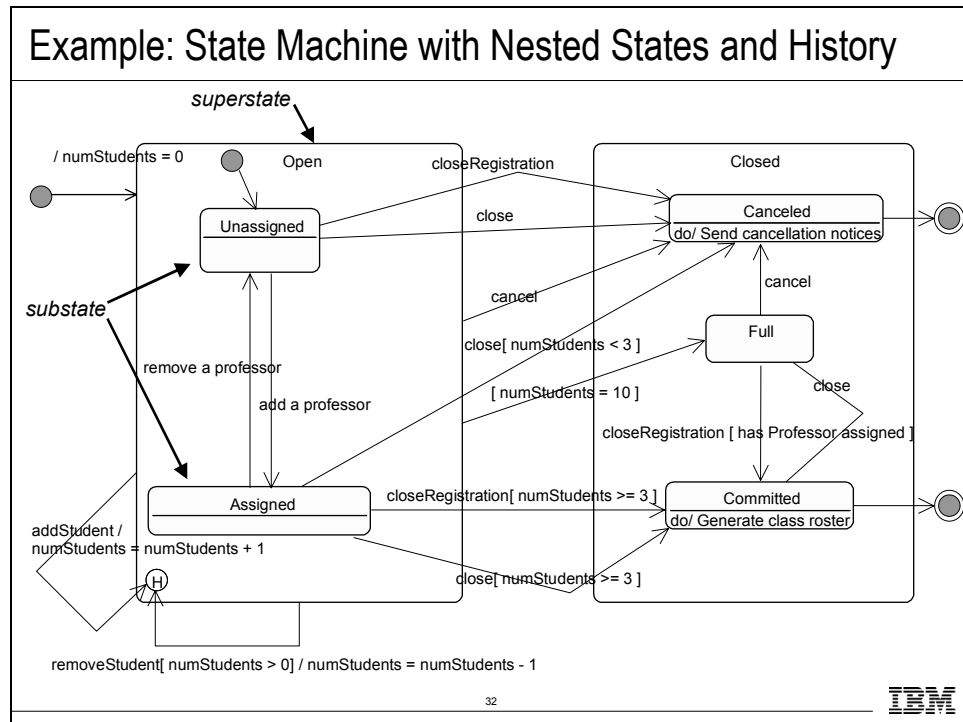 Example: State Machine with Nested States and History
superstate
/ numStudents = 0
Open
closeRegistration
Closed
Unassigned
close
Canceled
do/ Send cancellation notices
substate
cancel
cancel
Full
remove a professor
close[ numStudents < 3 ]
add a professor
[ numStudents = 10 ]
close
closeRegistration [ has Professor assigned ]
Assigned
closeRegistration[ numStudents >= 3 ]
Committed
do/ Generate class roster
addStudent /
numStudents = numStudents + 1
H
close[ numStudents >= 3 ]
removeStudent[ numStudents > 0] / numStudents = numStudents - 1
32
IBM